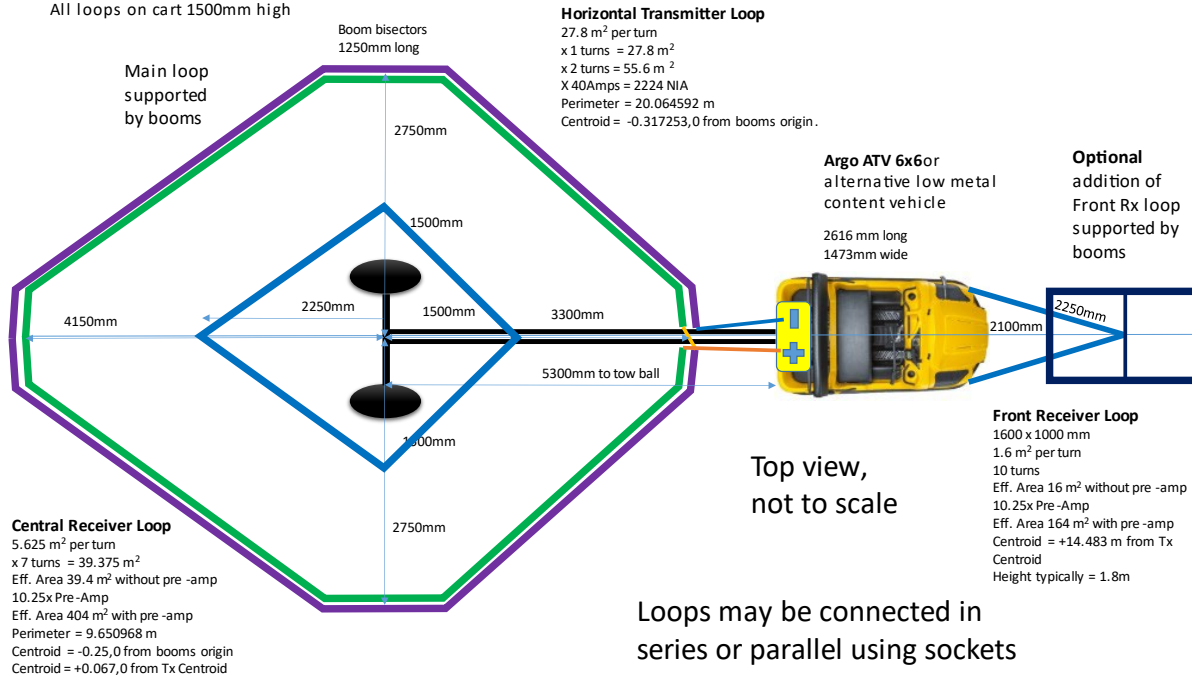 All loops on cart 1500mm high
Boom bisectors
1250mm long
Main loop
supported
by booms
Horizontal Transmitter Loop
27.8 m² per turn
x 1 turns = 27.8 m²
x 2 turns = 55.6 m ²
X 40Amps = 2224 NIA
Perimeter = 20.064592 m
Centroid = -0.317253,0 from booms origin.
2750mm
Argo ATV 6x6or
alternative low metal
content vehicle
2616 mm long
1473mm wide
Optional
addition of
Front Rx loop
supported by
booms
1500mm
2250mm
1500mm
3300mm
4150mm
2100mm
2250mm
5300mm to tow ball
1500mm
2750mm
Top view,
not to scale
Front Receiver Loop
1600 x 1000 mm
1.6 m² per turn
10 turns
Eff. Area 16 m² without pre -amp
10.25x Pre-Amp
Eff. Area 164 m² with pre -amp
Centroid = +14.483 m from Tx
Centroid
Height typically = 1.8m
Central Receiver Loop
5.625 m² per turn
x 7 turns = 39.375 m²
Eff. Area 39.4 m² without pre -amp
10.25x Pre-Amp
Eff. Area 404 m² with pre -amp
Perimeter = 9.650968 m
Centroid = -0.25,0 from booms origin
Centroid = +0.067,0 from Tx Centroid
Loops may be connected in
series or parallel using sockets